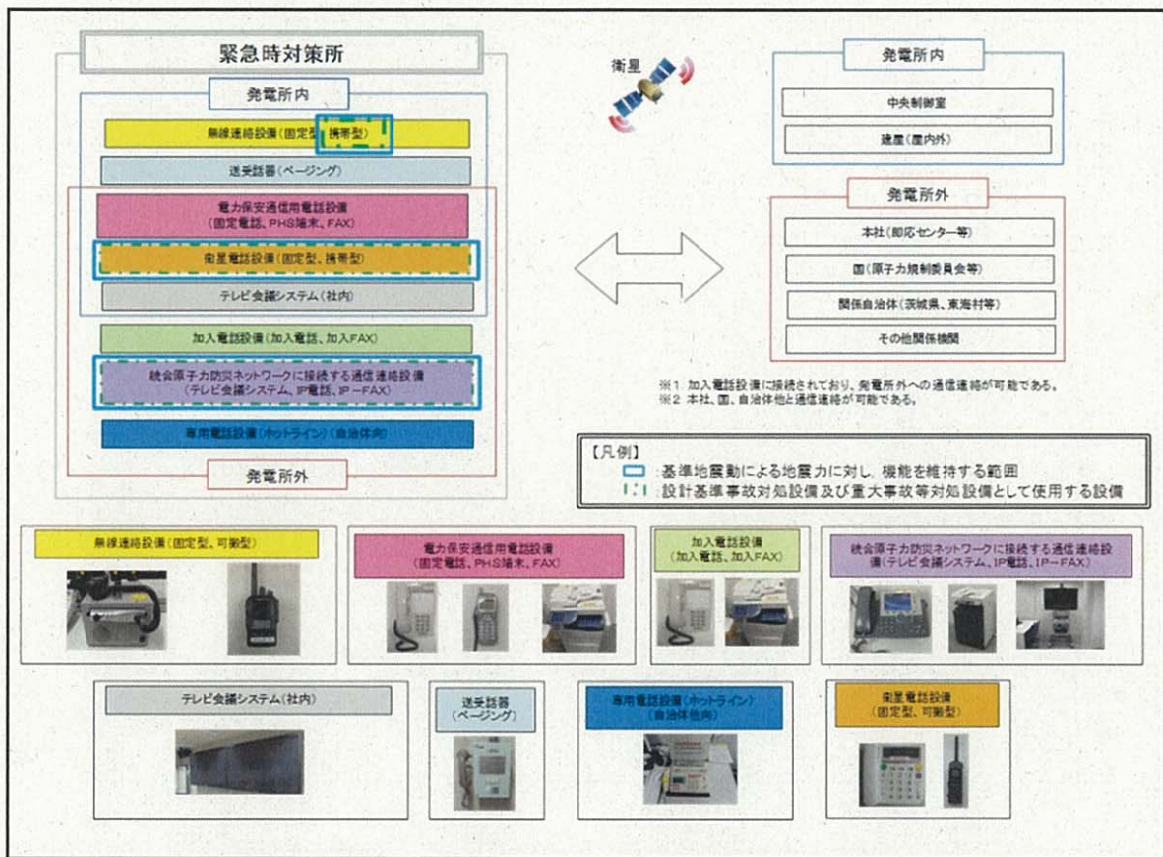 緊急時対策所
発電所内
無線連絡設備(固定型、携帯型)
送受話器(ページング)
電力保安通信用電話設備
(固定電話、PHS端末、FAX)
衛星電話設備(固定型、携帯型)
テレビ会議システム(社内)
加入電話設備(加入電話、加入FAX)
統合原子力防災ネットワークに接続する通信連絡設備
(テレビ会議システム、IP電話、IP-FAX)
専用電話設備(ホットライン)(自治体向)
発電所外
衛星
発電所内
中央制御室
建屋(屋内外)
発電所外
本社(即応センター等)
国(原子力規制委員会等)
関係自治体(茨城県、東海村等)
その他関係機関
※1 加入電話設備に接続されており、発電所外への通信連絡が可能である。
※2 本社、国、自治体他と通信連絡が可能である。
【凡例】
:基準地震動による地震力に対し,機能を維持する範囲
:設計基準事故対処設備及び重大事故等対処設備として使用する設備
無線連絡設備(固定型、可搬型)
電力保安通信用電話設備
(固定電話、PHS端末、FAX)
加入電話設備
(加入電話、加入FAX)
統合原子力防災ネットワークに接続する通信連絡設
備(テレビ会議システム、IP電話、IP-FAX)
テレビ会議システム(社内)
送受話器
(ページング)
専用電話設備(ホットライン)
(自治体他向)
衛星電話設備
(固定型、可搬型)